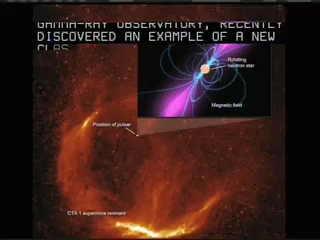 GAMMA-RAY OBSERVATORY, RECENTLY
DISCOVERED AN EXAMPLE OF A NEW
CLAS
Rotating
neutron star
Magnetic field
Position of pulsar
CTA 1 supernova remnant